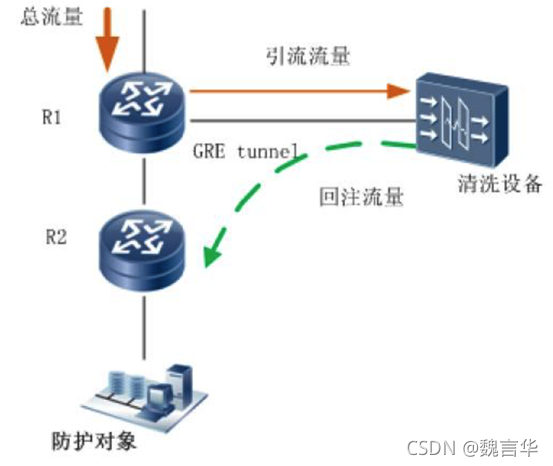 总流量
引流流量
R1
GRE tunnel
清洗设备
回注流量
R2
防护对象
CSDN @魏言华